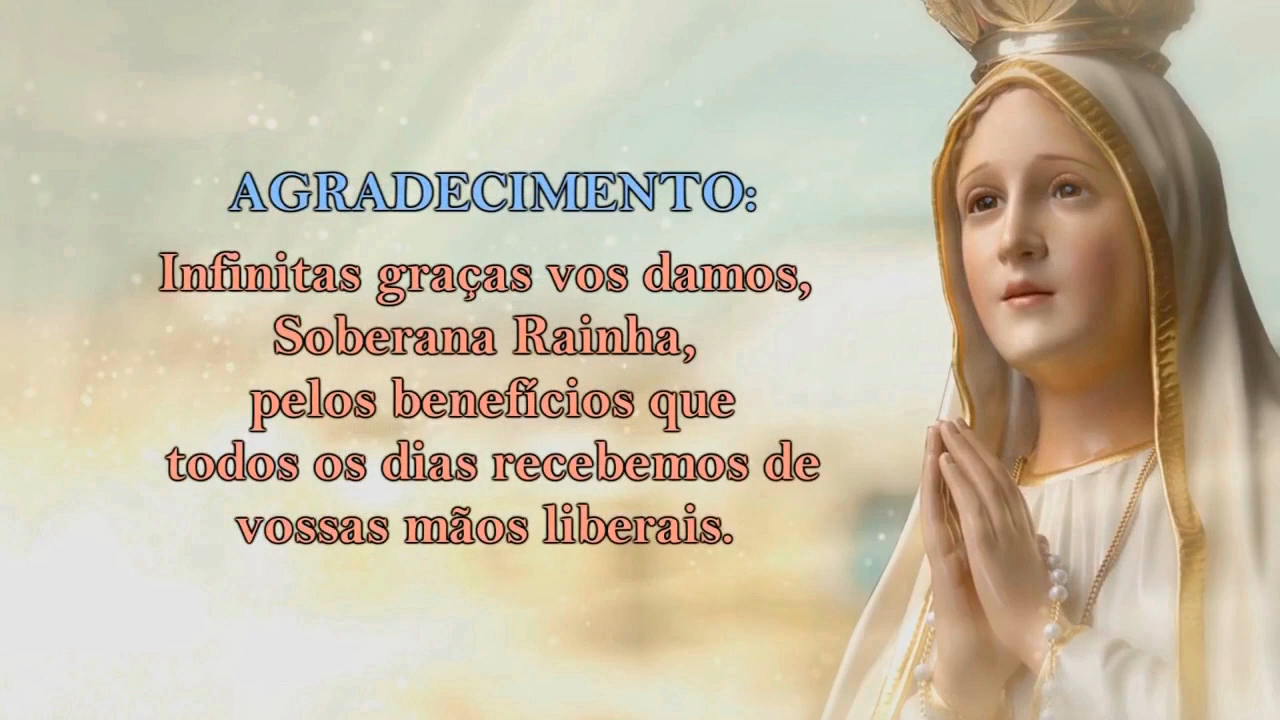 AGRADECIMENTO:
Infinitas graças vos damos,
Soberana Rainha,
pelos benefícios que
todos os dias recebemos de
vossas mãos liberais.